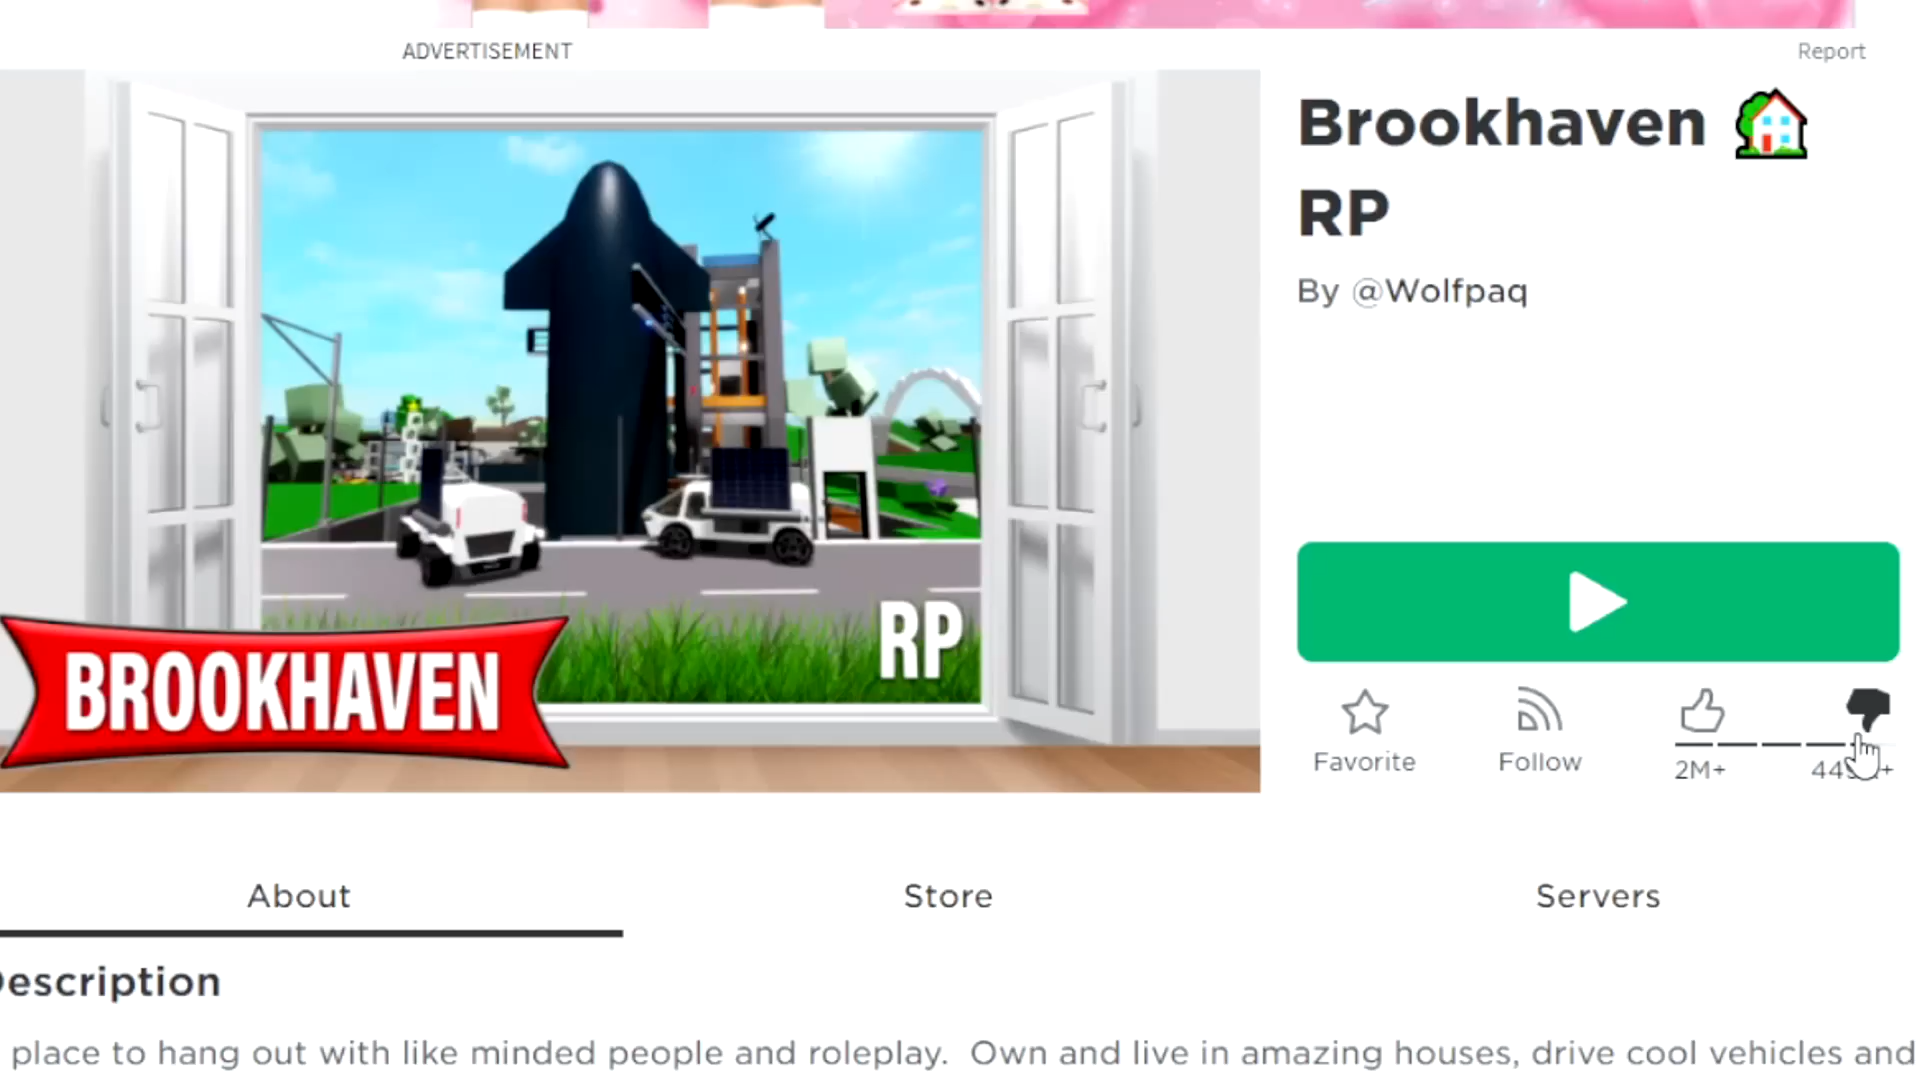 ADVERTISEMENT
Report
Brookhaven
RP
By @Wolfpaq
RP
BROOKHAVEN
Favorite
Follow
2M+
About
Store
Servers
Description
place to hang out with like minded people and roleplay. Own and live in amazing houses, drive cool vehicles and